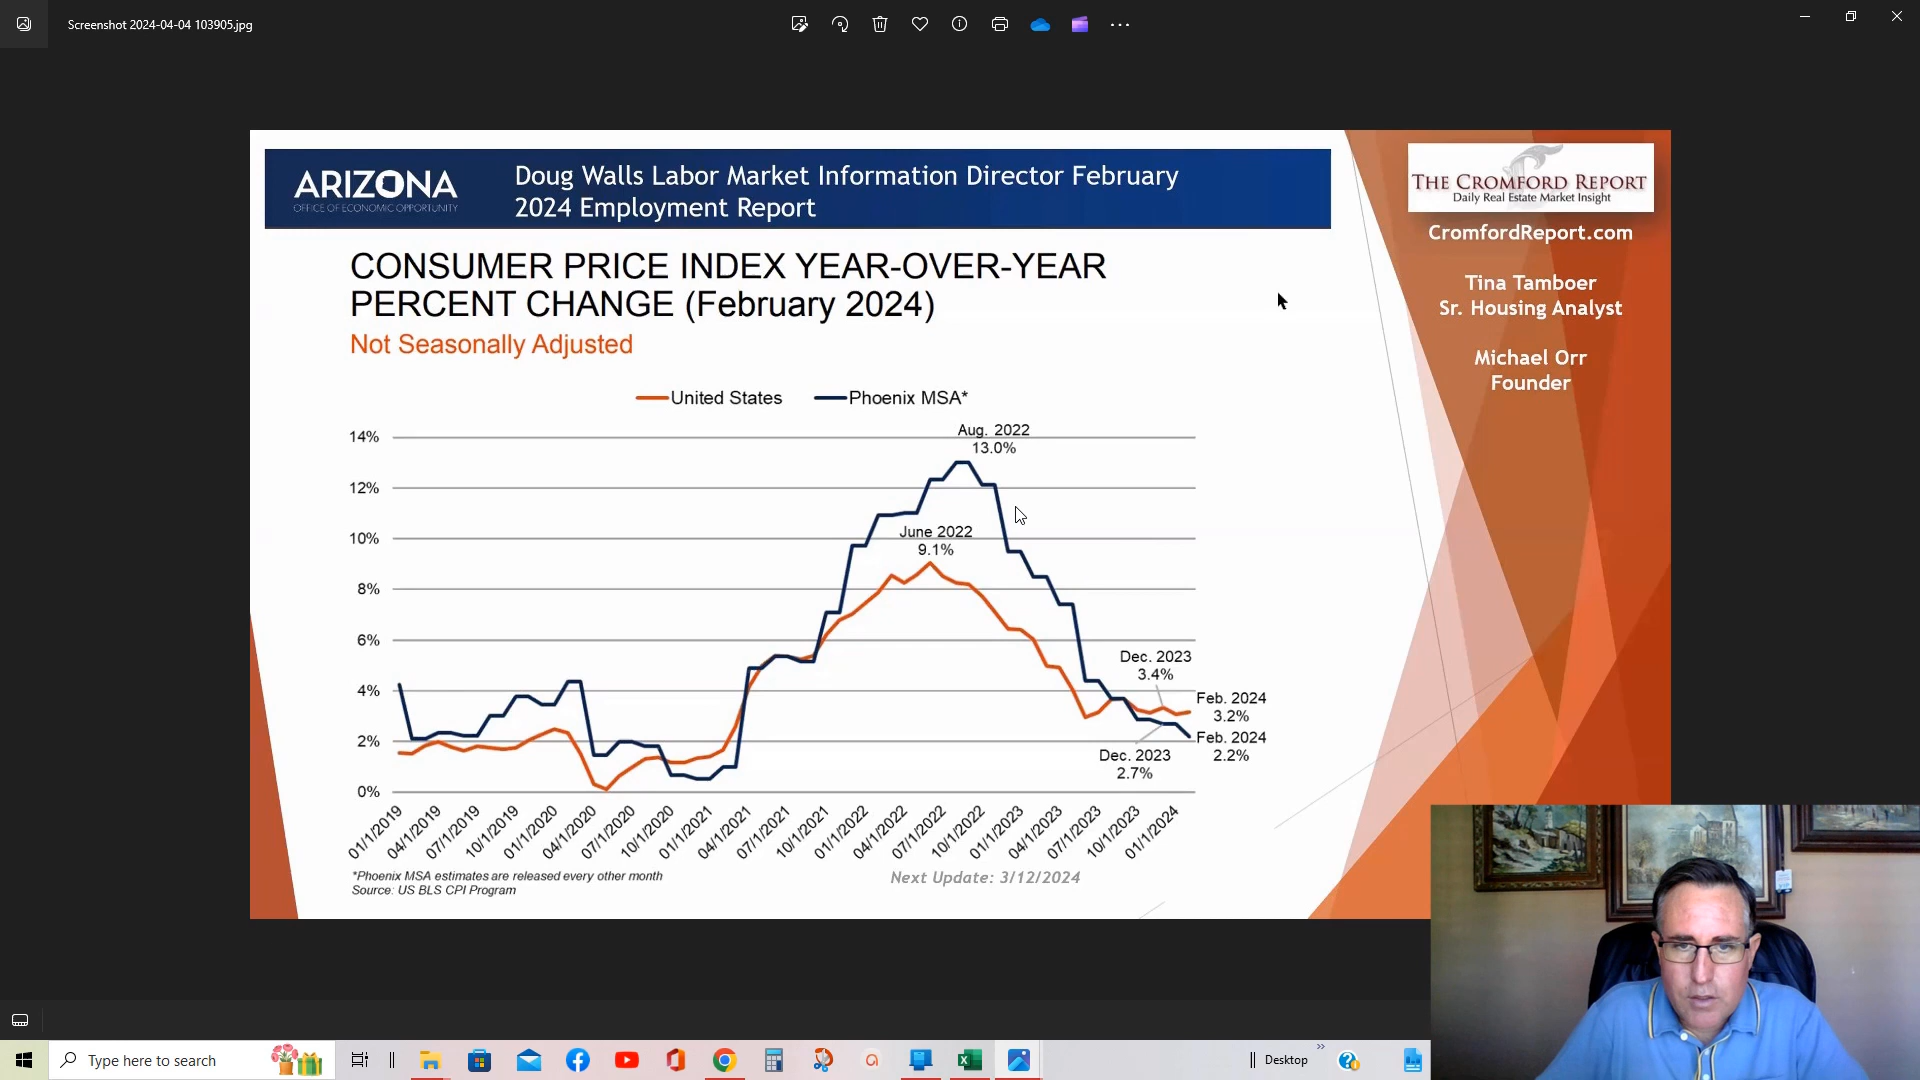 Screenshot 2024-04-04 103905.jpg
ARIZONA
OFFICE OF ECONOMIC OPPORTUNITY
Doug Walls Labor Market Information Director February
2024 Employment Report
THE CROMFORD REPORT
Daily Real Estate Market Insight
CromfordReport.com
Tina Tamboer
Sr. Housing Analyst
Michael Orr
Founder
CONSUMER PRICE INDEX YEAR-OVER-YEAR
PERCENT CHANGE (February 2024)
Not Seasonally Adjusted
United States
Phoenix MSA*
14%
12%
10%
8%
6%
4%
2%
0%
Aug. 2022
13.0%
June 2022
9.1%
Dec. 2023
3.4%
Feb. 2024
3.2%
Feb. 2024
2.2%
Dec. 2023
2.7%
01/1/2019
04/1/2019
07/1/2019
10/1/2019
01/1/2020
04/1/2020
07/1/2020
10/1/2020
01/1/2021
04/1/2021
07/1/2021
10/1/2021
01/1/2022
04/1/2022
07/1/2022
10/1/2022
01/1/2023
04/1/2023
07/1/2023
10/1/2023
01/1/2024
*Phoenix MSA estimates are released every other month
Source: US BLS CPI Program
Next Update: 3/12/2024
Type here to search
Desktop